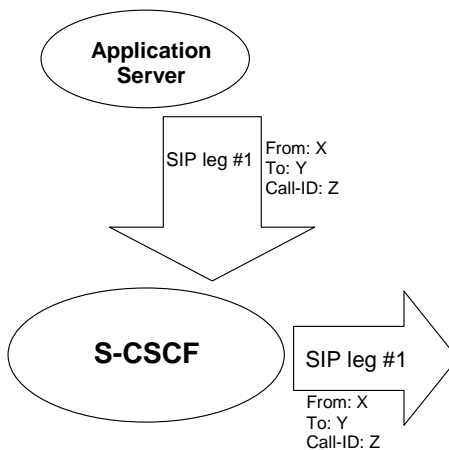 Application
Server
SIP leg #1
From: X
To: Y
Call-ID: Z
S-CSCF
SIP leg #1
From: X
To: Y
Call-ID: Z